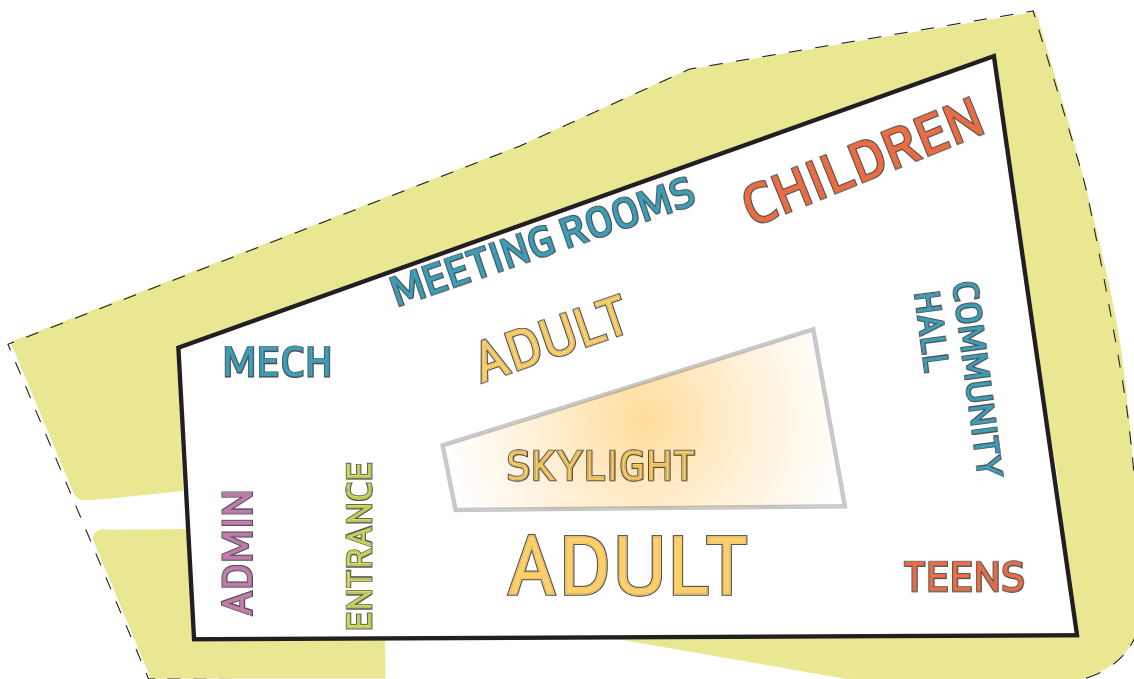 CHILDREN
MEETING ROOMS
ADULT
MECH
COMMUNITY
HALL
SKYLIGHT
ADMIN
ENTRANCE
ADULT
TEENS